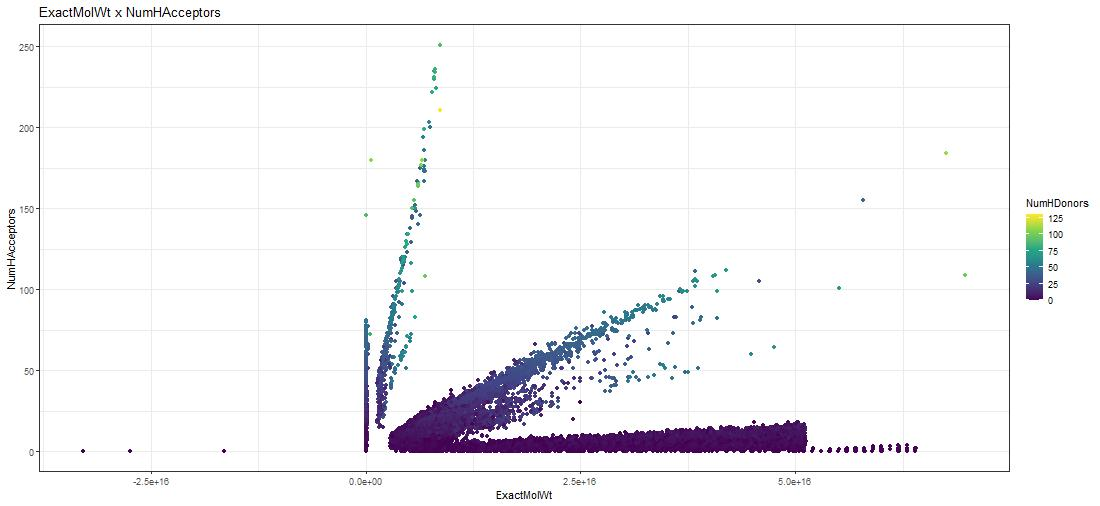 ExactMolWt x NumHAcceptors
250
200
150
100
50
0
NumHAcceptors
-2.5e+16
0.0e+00
2.5e+16
5.0e+16
ExactMolWt
NumHDonors
125
100
75
50
25
0